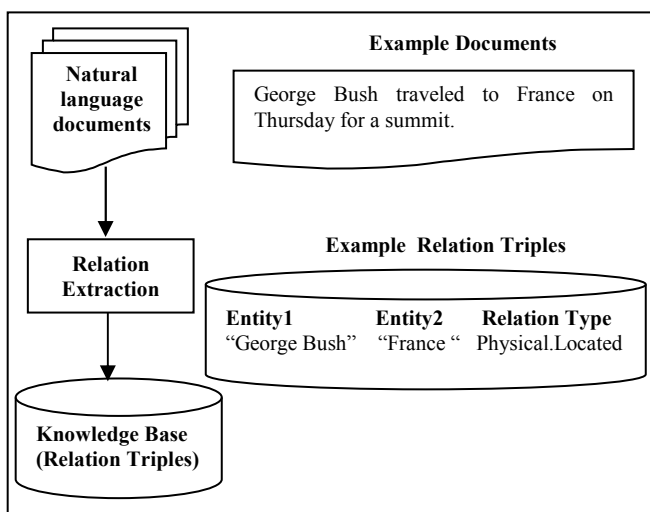 Natural
language
documents
Example Documents
George Bush traveled to France on
Thursday for a summit.
Relation
Extraction
Example Relation Triples
Entity1 Entity2 Relation Type
“George Bush” “France “ Physical.Located
Knowledge Base
(Relation Triples)